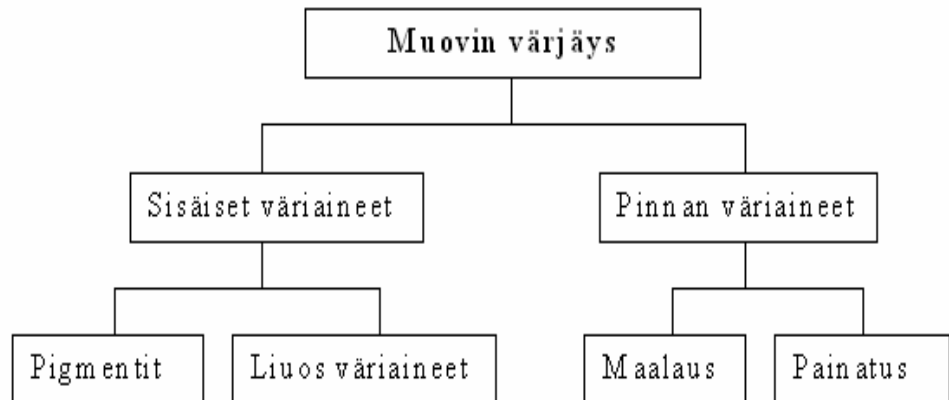 Muovin värjäys
Sisäiset väriaineet
Pinnan väriaineet
Pigmentit
Liuos väriaineet
Maalaus
Painatus